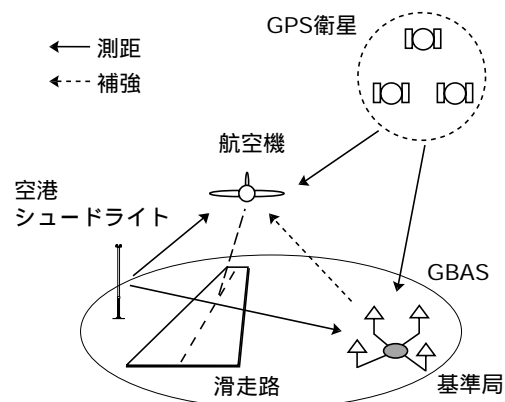 GPS衛星
測距
補強
航空機
空港
シュードライト
GBAS
滑走路
基準局